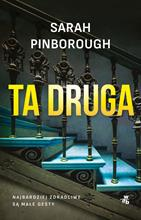 SARAH
PINBOROUGH
TA DRUGA
NAJBARDZIEJ ZDRADLIWE
SĄ MAŁE GESTY